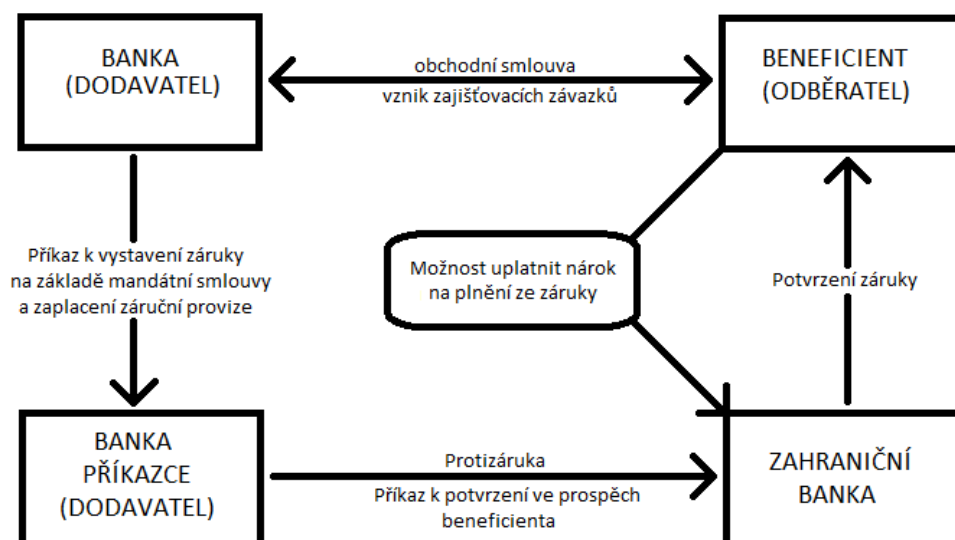 BANKA
(DODAVATEL)
obchodní smlouva
vznik zajišťovacích závazků
BENEFICIENT
(ODBĚRATEL)
Příkaz k vystavení záruky
na základě mandátní smlouvy
a zaplacení záruční provize
Možnost uplatnit nárok
na plnění ze záruky
Potvrzení záruky
BANKA
PŘÍKAZCE
(DODAVATEL)
Protizáruka
Příkaz k potvrzení ve prospěch
beneficienta
ZAHRANIČNÍ
BANKA